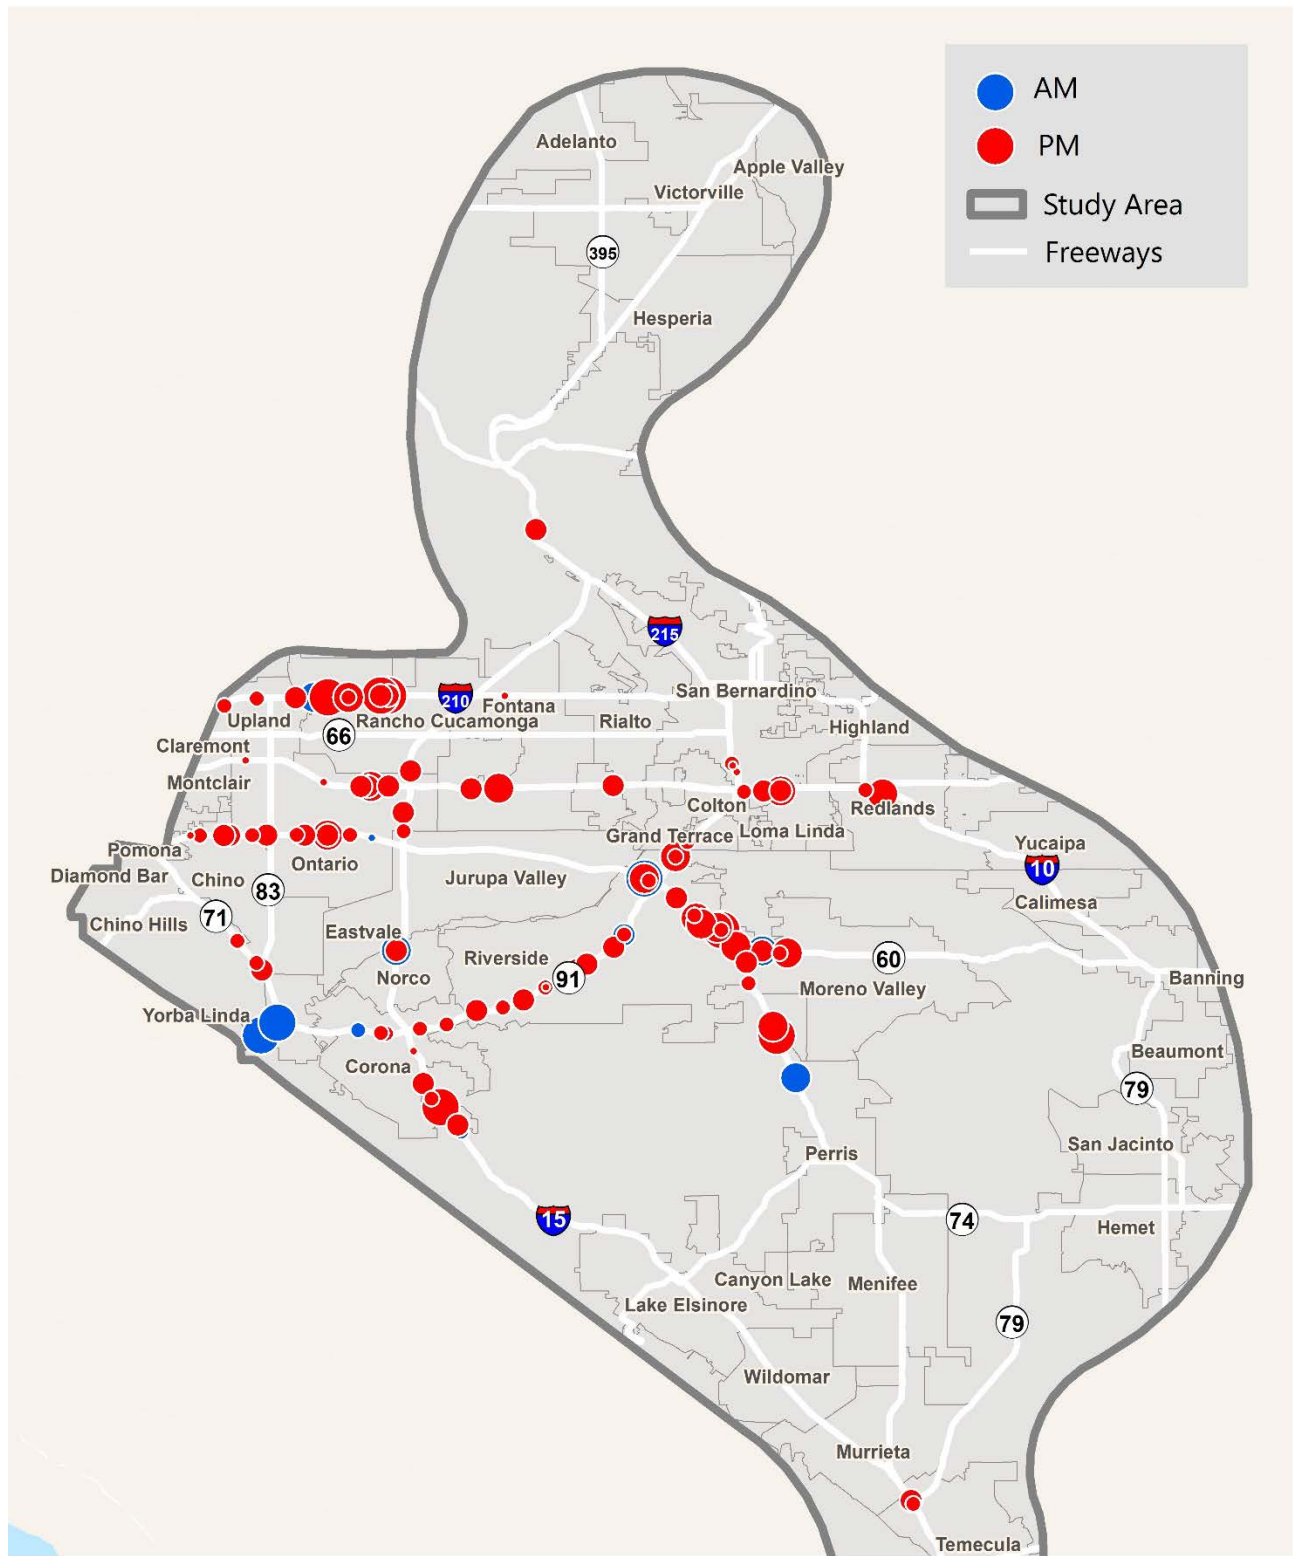 AM
PM
Study Area
Freeways
Adelanto
Apple Valley
Victorville
395
Hesperia
215
210
San Bernardino
Fontana
Upland
Rancho Cucamonga
Rialto
Highland
66
Claremont
Montclair
Colton
Redlands
Grand Terrace
Loma Linda
Pomona
Ontario
Yucaipa
Diamond Bar
Chino
83
Jurupa Valley
10
Calimesa
Chino Hills
71
Eastvale
Riverside
60
Norco
91
Moreno Valley
Banning
Yorba Linda
Corona
Beaumont
79
San Jacinto
Perris
15
74
Hemet
Canyon Lake
Menifee
Lake Elsinore
79
Wildomar
Murrieta
Temecula